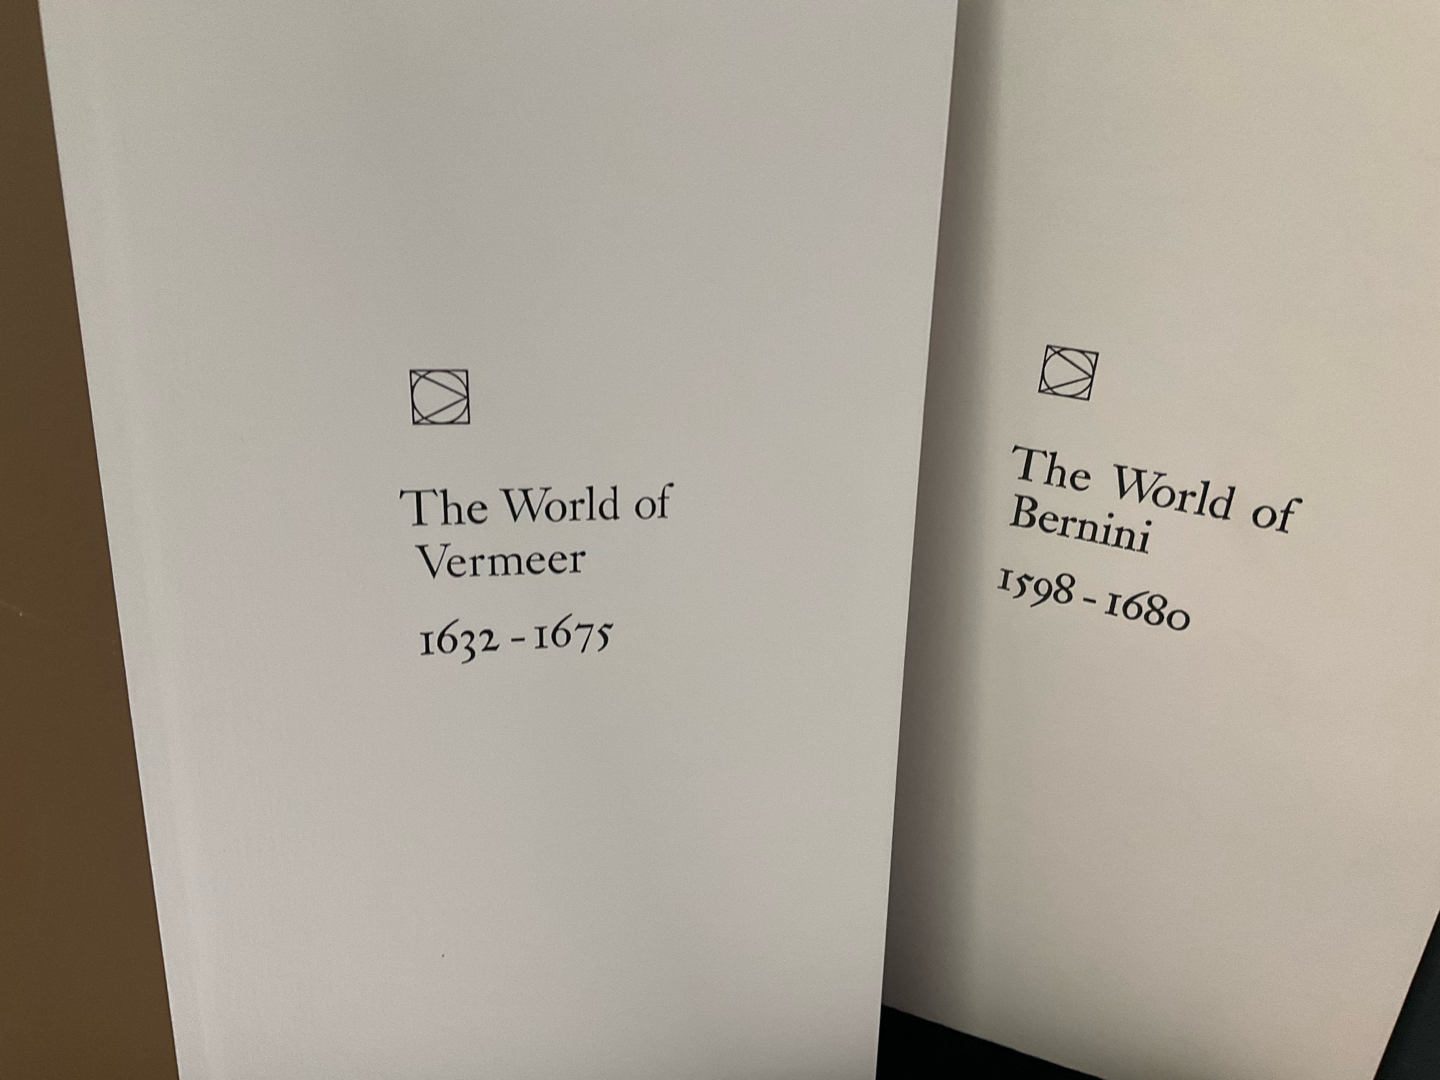 The World of
Vermeer
1632 - 1675
The World of
Bernini
1598 - 1680